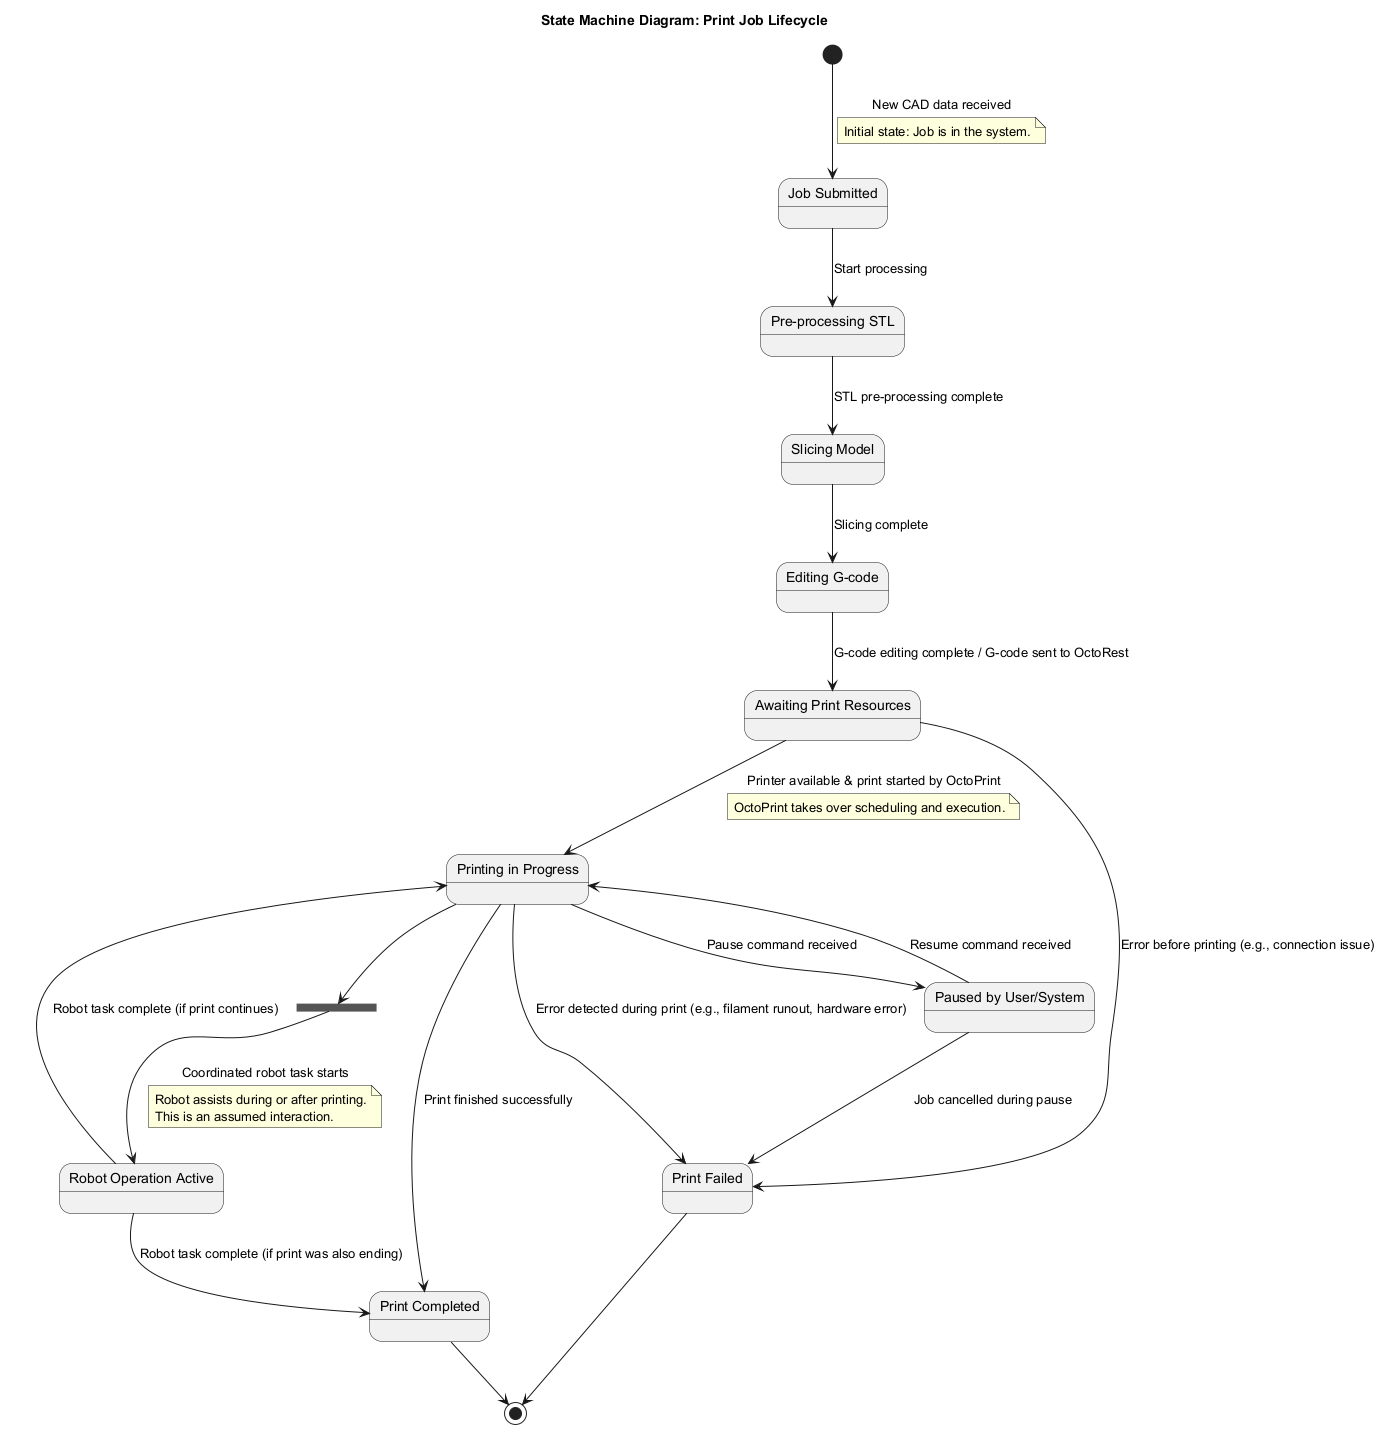 State Machine Diagram: Print Job Lifecycle
New CAD data received
Initial state: Job is in the system.
Job Submitted
Start processing
Pre-processing STL
STL pre-processing complete
Slicing Model
Slicing complete
Editing G-code
G-code editing complete / G-code sent to OctoRest
Awaiting Print Resources
Printer available & print started by OctoPrint
OctoPrint takes over scheduling and execution.
Printing in Progress
Pause command received
Resume command received
Error before printing (e.g., connection issue)
Paused by User/System
Robot task complete (if print continues)
Error detected during print (e.g., filament runout, hardware error)
Coordinated robot task starts
Robot assists during or after printing.
This is an assumed interaction.
Print finished successfully
Job cancelled during pause
Robot Operation Active
Print Failed
Robot task complete (if print was also ending)
Print Completed